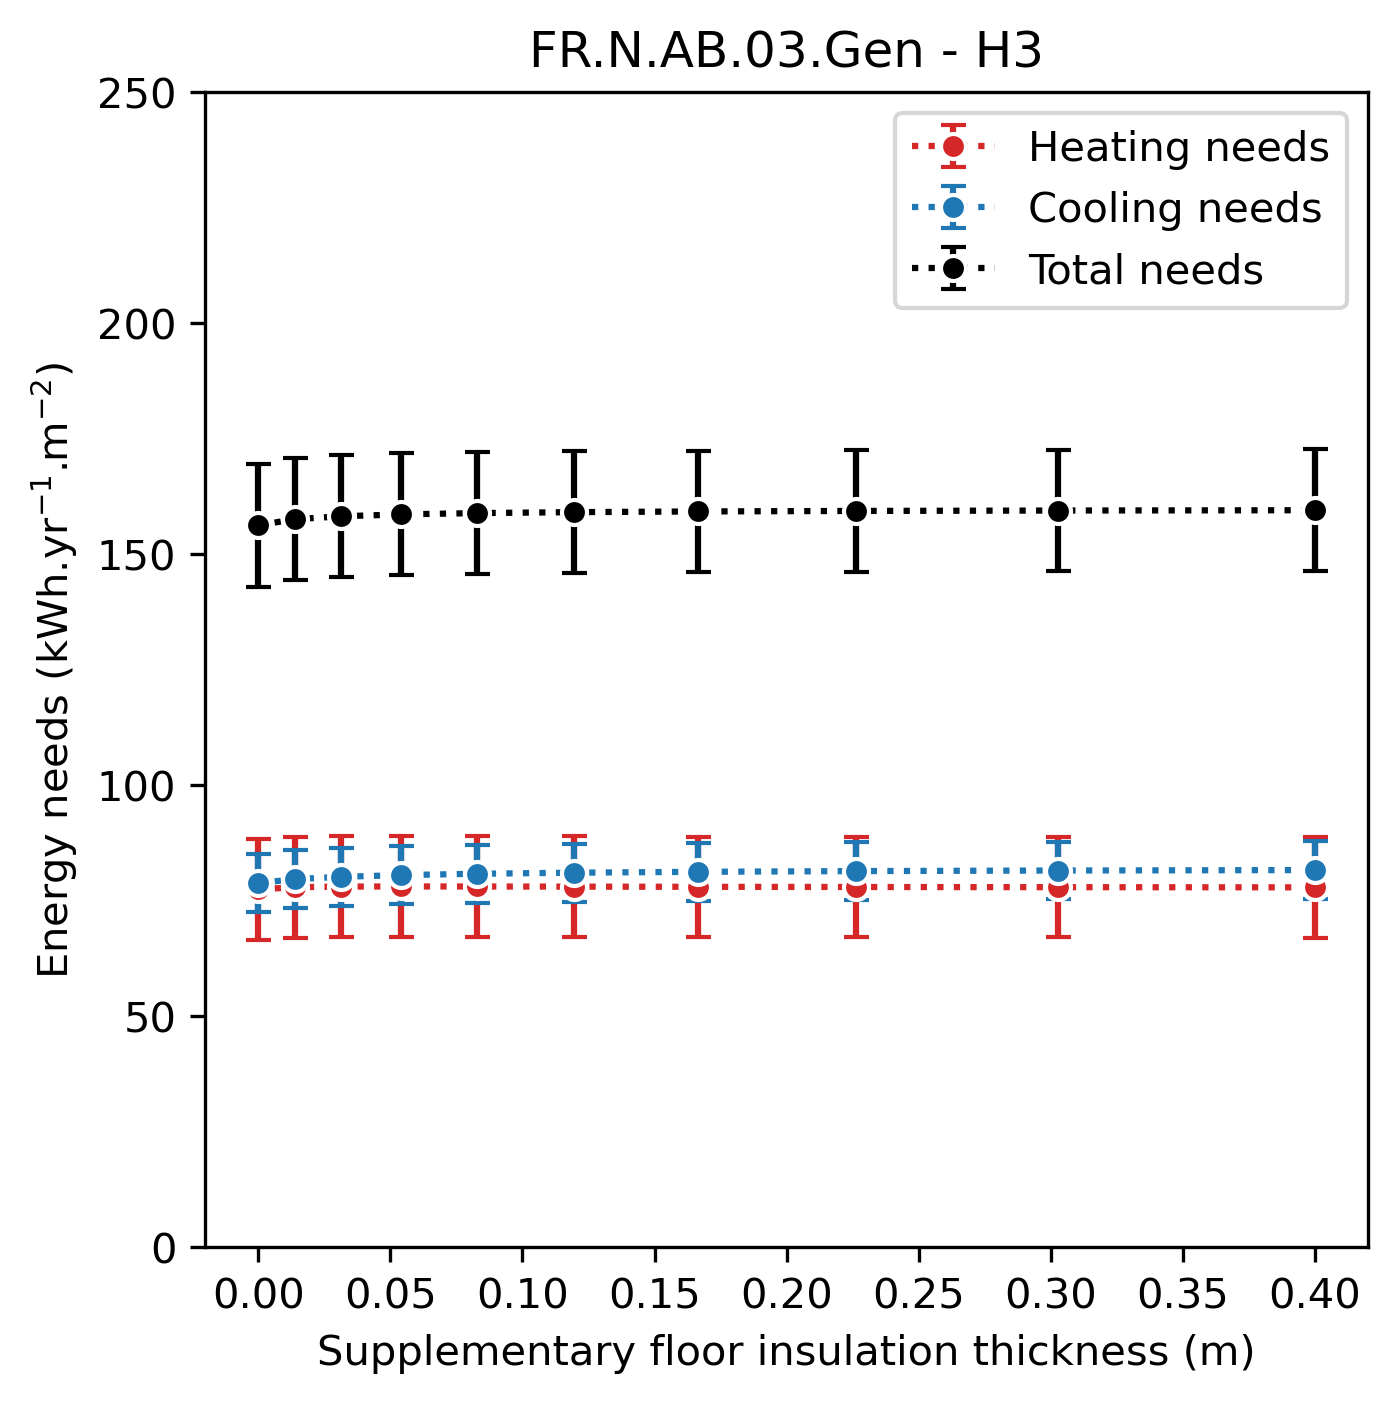 FR.N.AB.03.Gen - H3
250
200
150
100
50
0
Energy needs (kWh.yr⁻¹.m⁻²)
Heating needs
Cooling needs
Total needs
0.00 0.05 0.10 0.15 0.20 0.25 0.30 0.35 0.40
Supplementary floor insulation thickness (m)